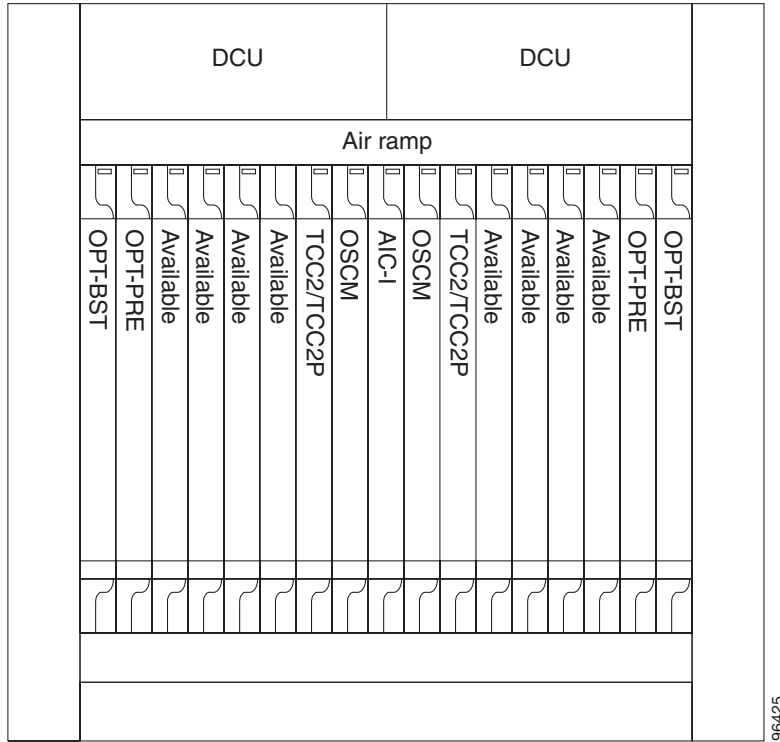 DCU
DCU
Air ramp
OPT-BST
OPT-PRE
Available
Available
Available
Available
TCC2/TCC2P
OSCM
AIC-I
OSCM
TCC2/TCC2P
Available
Available
Available
Available
OPT-PRE
OPT-BST
96425